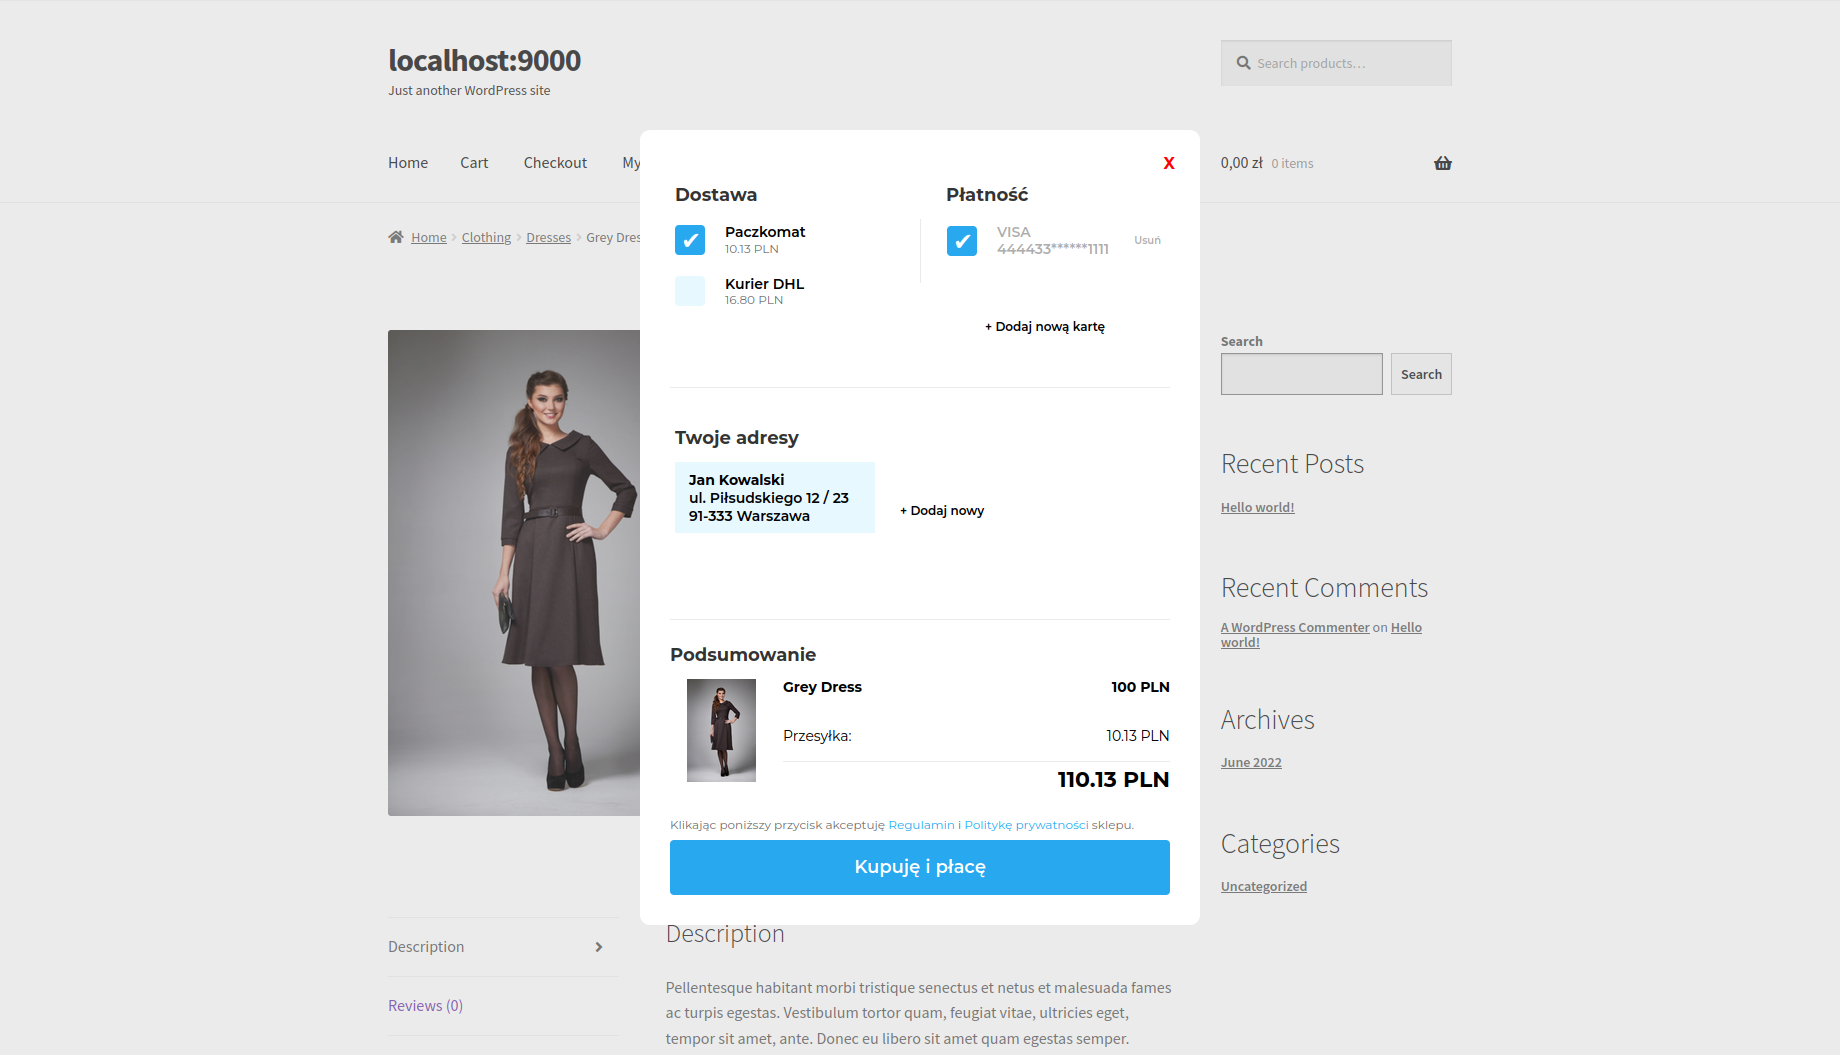 localhost:9000
Just another WordPress site
Search products…
Home Cart Checkout My
0,00 zł 0 items
Home Clothing Dresses Grey Dres
X
Dostawa
Paczkomat
10.13 PLN
Kurier DHL
16.80 PLN
Płatność
VISA
444433******1111
Usuń
+ Dodaj nową kartę
Twoje adresy
Jan Kowalski
ul. Piłsudskiego 12 / 23
91-333 Warszawa
+ Dodaj nowy
Podsumowanie
Grey Dress 100 PLN
Przesyłka: 10.13 PLN
110.13 PLN
Klikając poniższy przycisk akceptuję Regulamin i Politykę prywatności sklepu.
Kupuję i płacę
Search
Search
Recent Posts
Hello world!
Recent Comments
A WordPress Commenter on Hello
world!
Archives
June 2022
Categories
Uncategorized
Description
Reviews (0)
Description
Pellentesque habitant morbi tristique senectus et netus et malesuada fames
ac turpis egestas. Vestibulum tortor quam, feugiat vitae, ultricies eget,
tempor sit amet, ante. Donec eu libero sit amet quam egestas semper.